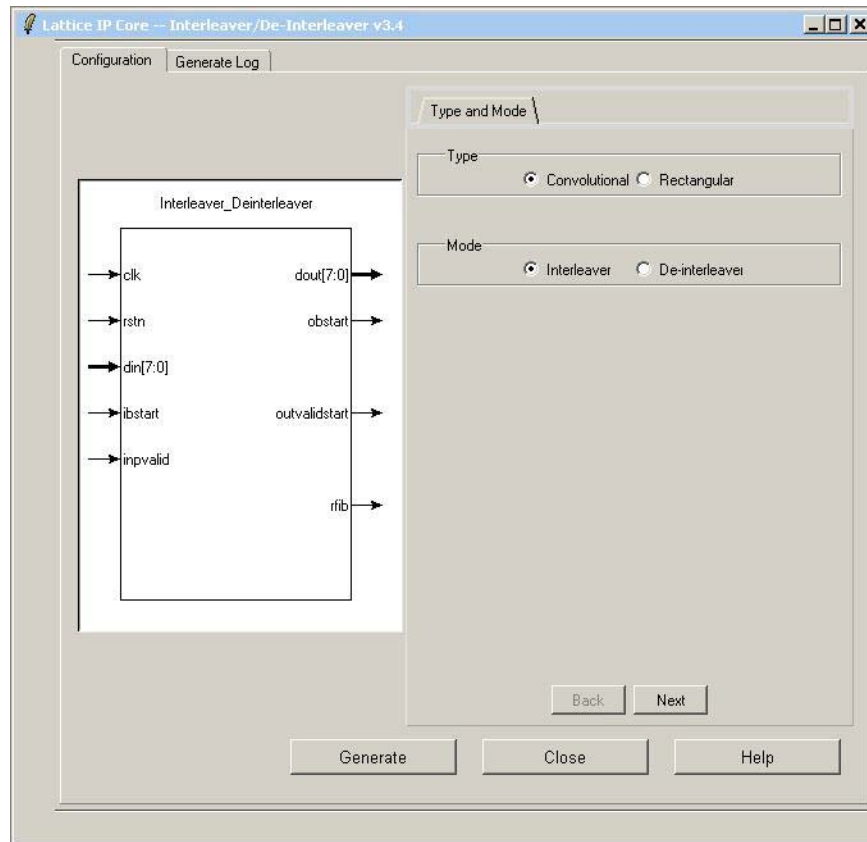 Lattice IP Core -- Interleaver/De-Interleaver v3.4
Configuration
Generate Log
Type and Mode
Type
Convolutional
Rectangular
Interleaver_Deinterleaver
Mode
Interleaver
De-interleaver
clk
dout[7:0]
rstn
obstart
din[7:0]
ibstart
outvalidstart
inpvalid
rfib
Back
Next
Generate
Close
Help